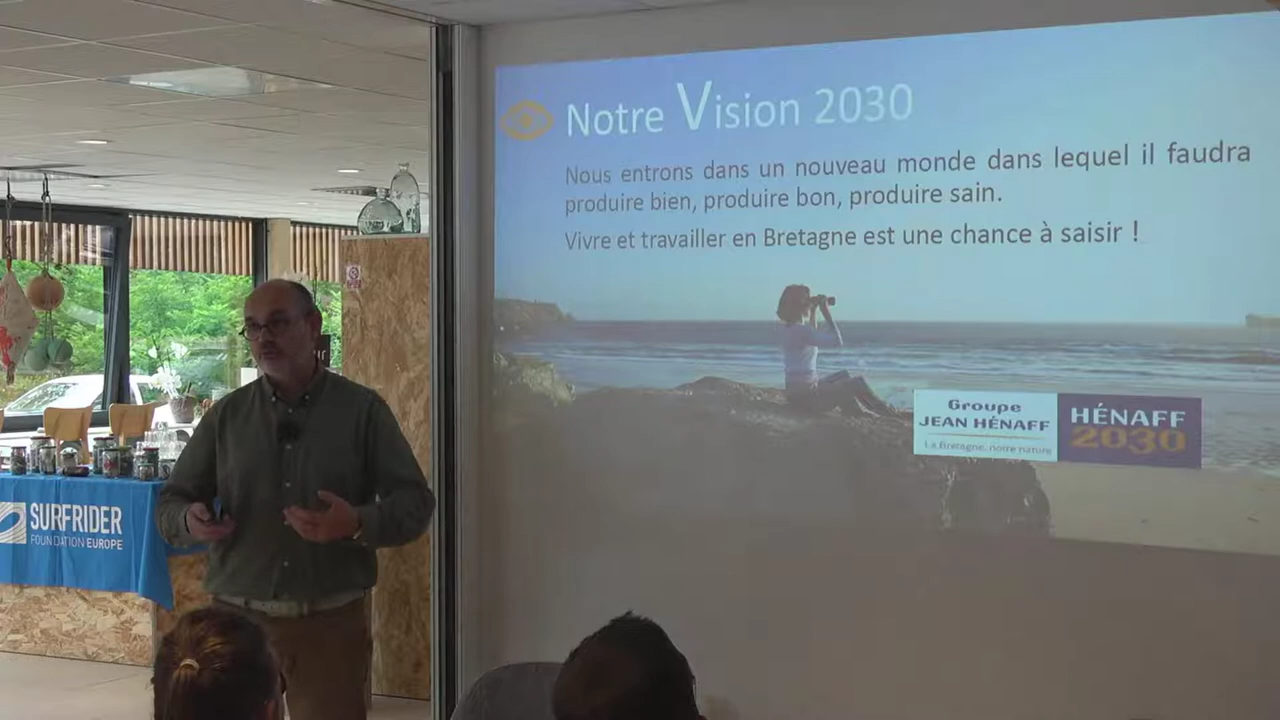 Notre Vision 2030
Nous entrons dans un nouveau monde dans lequel il faudra
produire bien, produire bon, produire sain.
Vivre et travailler en Bretagne est une chance à saisir !
Groupe
JEAN HÉNAFF
La Bretagne, notre nature
HÉNAFF
2030
SURFRIDER
FOUNDATION EUROPE